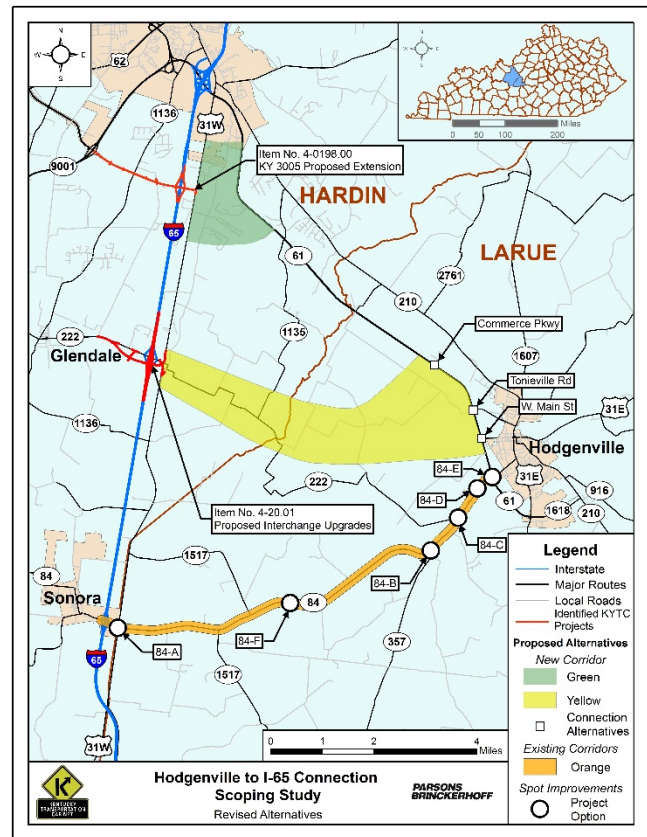 N
W E
S
62
1136
31W
9001
Item No. 4-0198.00
KY 3005 Proposed Extension
HARDIN
LARUE
65
61
210
2761
1135
222
Glendale
Commerce Pkwy
1607
Tonieville Rd
31E
W. Main St
Hodgenville
1136
222
84-E
31E
84-D
61
916
210
1618
84-C
Item No. 4-20.01
Proposed Interchange Upgrades
1517
84
84-B
Sonora
84
84-F
357
84-A
65
1517
31W
N
W E
S
Miles
0 50 100 200
0 2 4
Miles
Legend
Interstate
Major Routes
Local Roads
Identified KYTC
Projects
Proposed Alternatives
New Corridor
Green
Yellow
Connection
Alternatives
Existing Corridors
Orange
Spot Improvements
Project
Option
KENTUCKY
TRANSPORTATION
CABINET
Hodgenville to I-65 Connection
Scoping Study
Revised Alternatives
PARSONS
BRINCKERHOFF